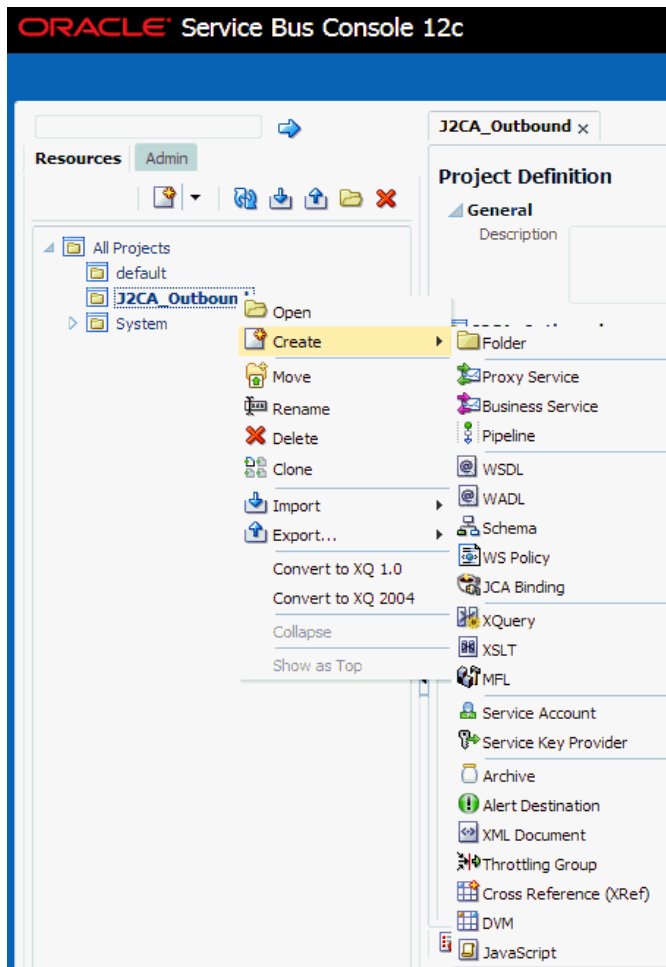 ORACLE Service Bus Console 12c
J2CA_Outbound ×
Resources Admin
Project Definition
General
Description
All Projects
default
J2CA_Outboun
System
Open
Create
Move
Rename
Delete
Clone
Import
Export...
Convert to XQ 1.0
Convert to XQ 2004
Collapse
Show as Top
Folder
Proxy Service
Business Service
Pipeline
WSDL
WADL
Schema
WS Policy
JCA Binding
XQuery
XSLT
MFL
Service Account
Service Key Provider
Archive
Alert Destination
XML Document
Throttling Group
Cross Reference (XRef)
DVM
JavaScript